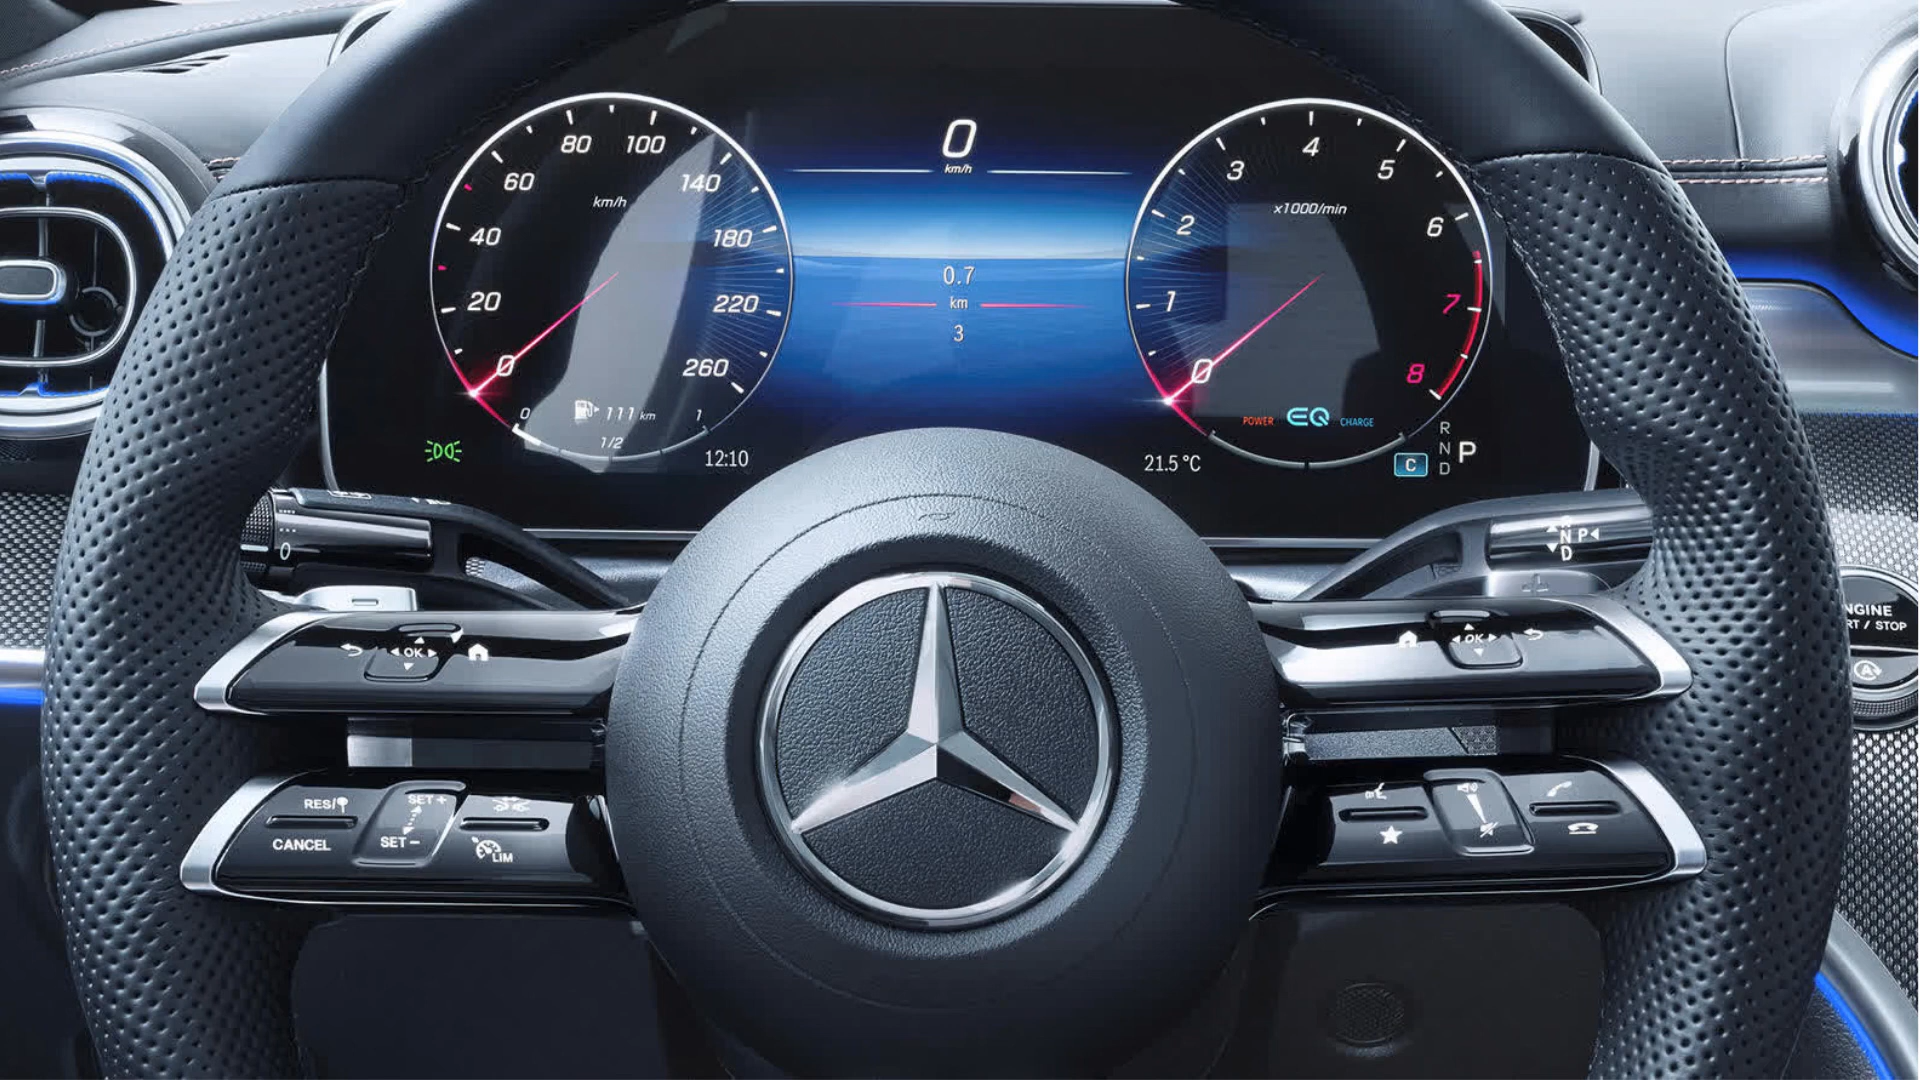 0
km/h
0.7
km
3
km/h
0
20
40
60
80
100
140
180
220
260
0
111 km
1
1/2
12:10
x1000/min
0
1
2
3
4
5
6
7
8
POWER EQ CHARGE
21.5 °C
C
R
N
D
P
0
R
N
D
P
OK
OK
RES/
CANCEL
SET +
SET −
LIM
NGINE
RT / STOP
A